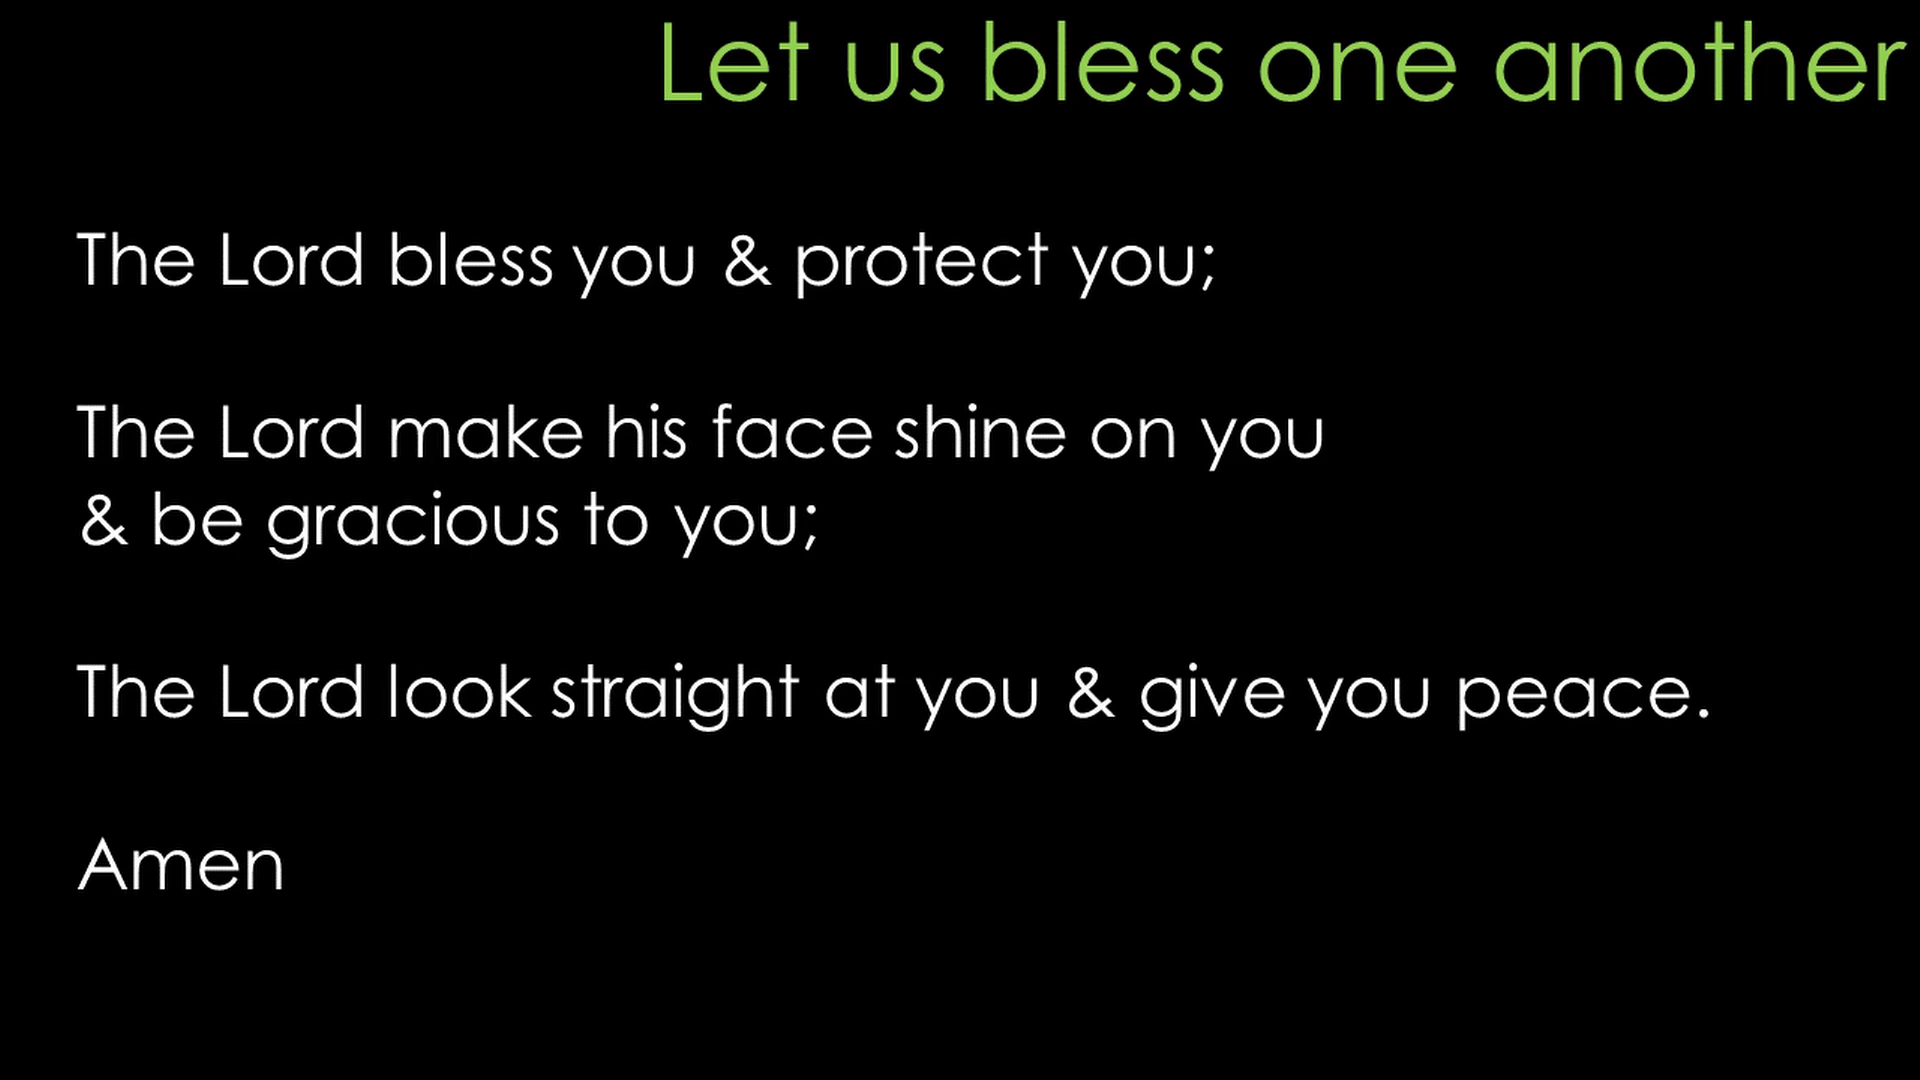 Let us bless one another
The Lord bless you & protect you;
The Lord make his face shine on you
& be gracious to you;
The Lord look straight at you & give you peace.
Amen